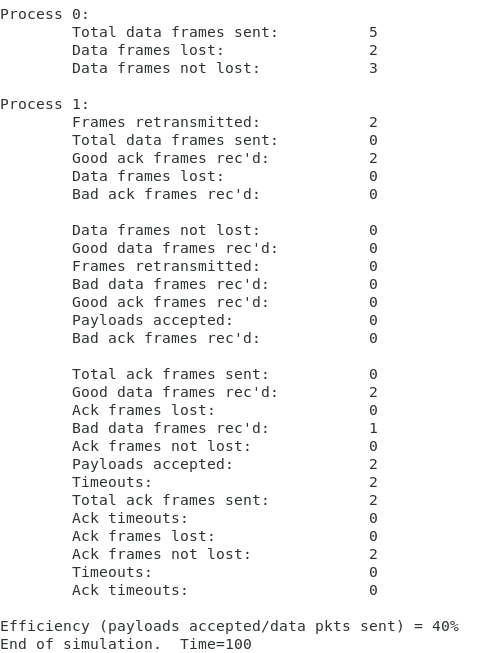 Process 0:
Total data frames sent: 5
Data frames lost: 2
Data frames not lost: 3
Process 1:
Frames retransmitted: 2
Total data frames sent: 0
Good ack frames rec'd: 2
Data frames lost: 0
Bad ack frames rec'd: 0
Data frames not lost: 0
Good data frames rec'd: 0
Frames retransmitted: 0
Bad data frames rec'd: 0
Good ack frames rec'd: 0
Payloads accepted: 0
Bad ack frames rec'd: 0
Total ack frames sent: 0
Good data frames rec'd: 2
Ack frames lost: 0
Bad data frames rec'd: 1
Ack frames not lost: 0
Payloads accepted: 2
Timeouts: 2
Total ack frames sent: 2
Ack timeouts: 0
Ack frames lost: 0
Ack frames not lost: 2
Timeouts: 0
Ack timeouts: 0
Efficiency (payloads accepted/data pkts sent) = 40%
End of simulation.  Time=100